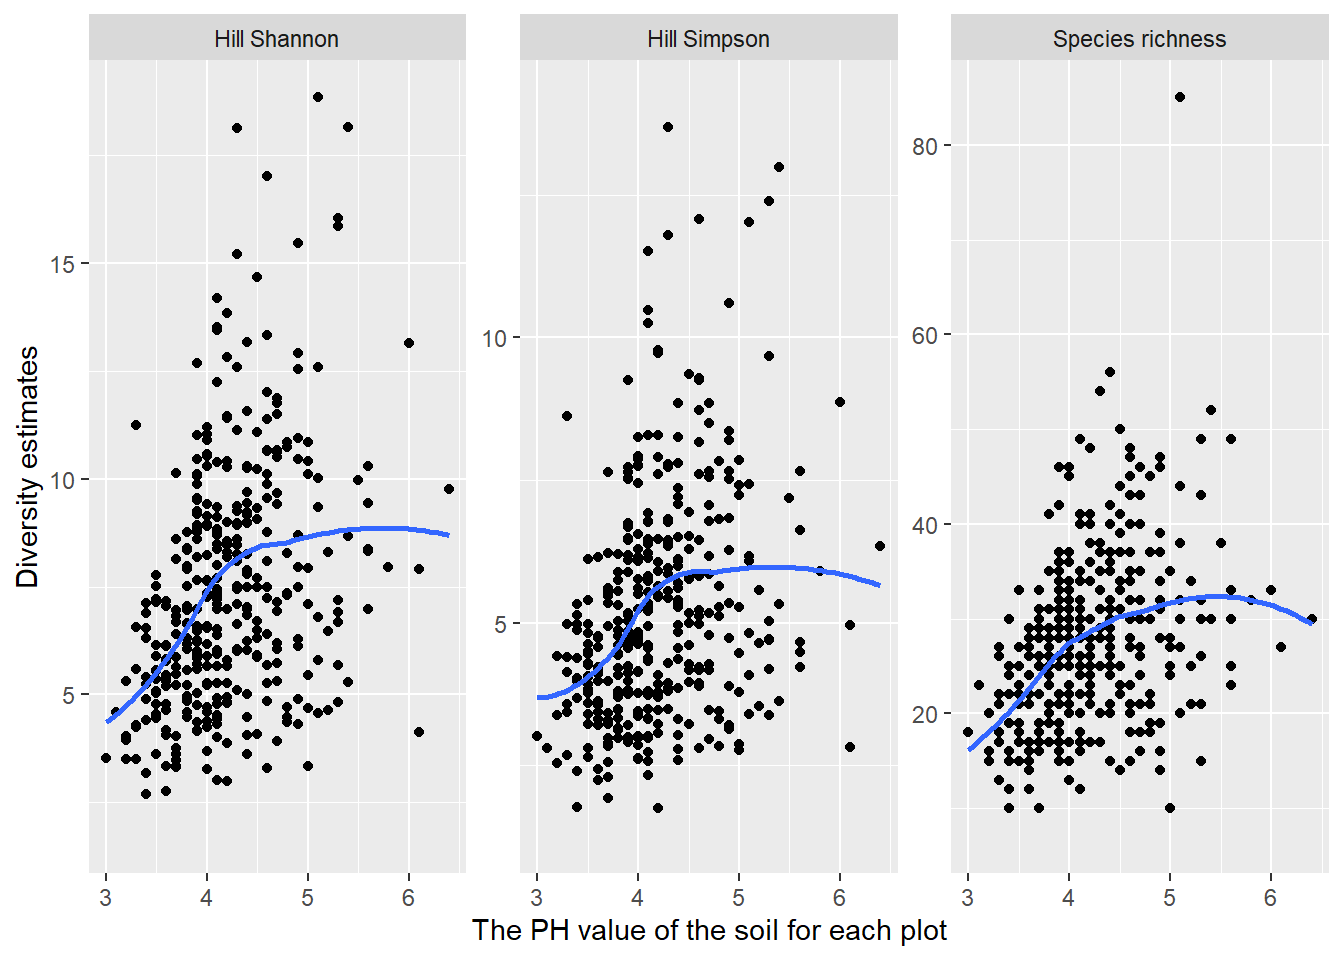 Hill Shannon
Hill Simpson
Species richness
Diversity estimates
15
10
5
10
5
80
60
40
20
3 4 5 6
3 4 5 6
3 4 5 6
The PH value of the soil for each plot